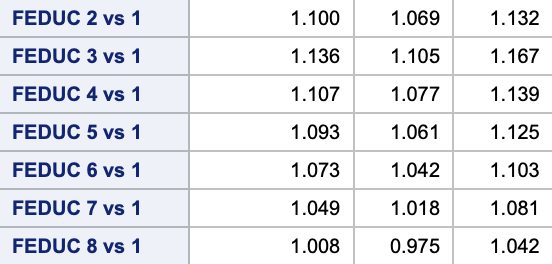 FEDUC 2 vs 1 1.100 1.069 1.132
FEDUC 3 vs 1 1.136 1.105 1.167
FEDUC 4 vs 1 1.107 1.077 1.139
FEDUC 5 vs 1 1.093 1.061 1.125
FEDUC 6 vs 1 1.073 1.042 1.103
FEDUC 7 vs 1 1.049 1.018 1.081
FEDUC 8 vs 1 1.008 0.975 1.042